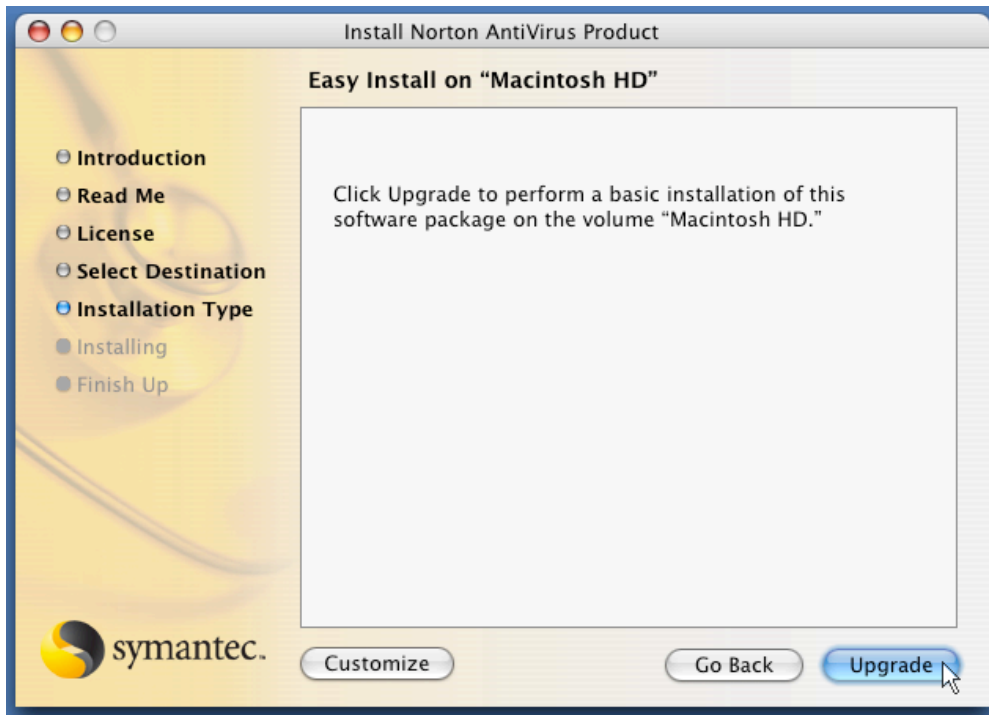 Install Norton AntiVirus Product
Easy Install on “Macintosh HD”
Introduction
Read Me
License
Select Destination
Installation Type
Installing
Finish Up
Click Upgrade to perform a basic installation of this
software package on the volume “Macintosh HD.”
symantec.
Customize
Go Back
Upgrade